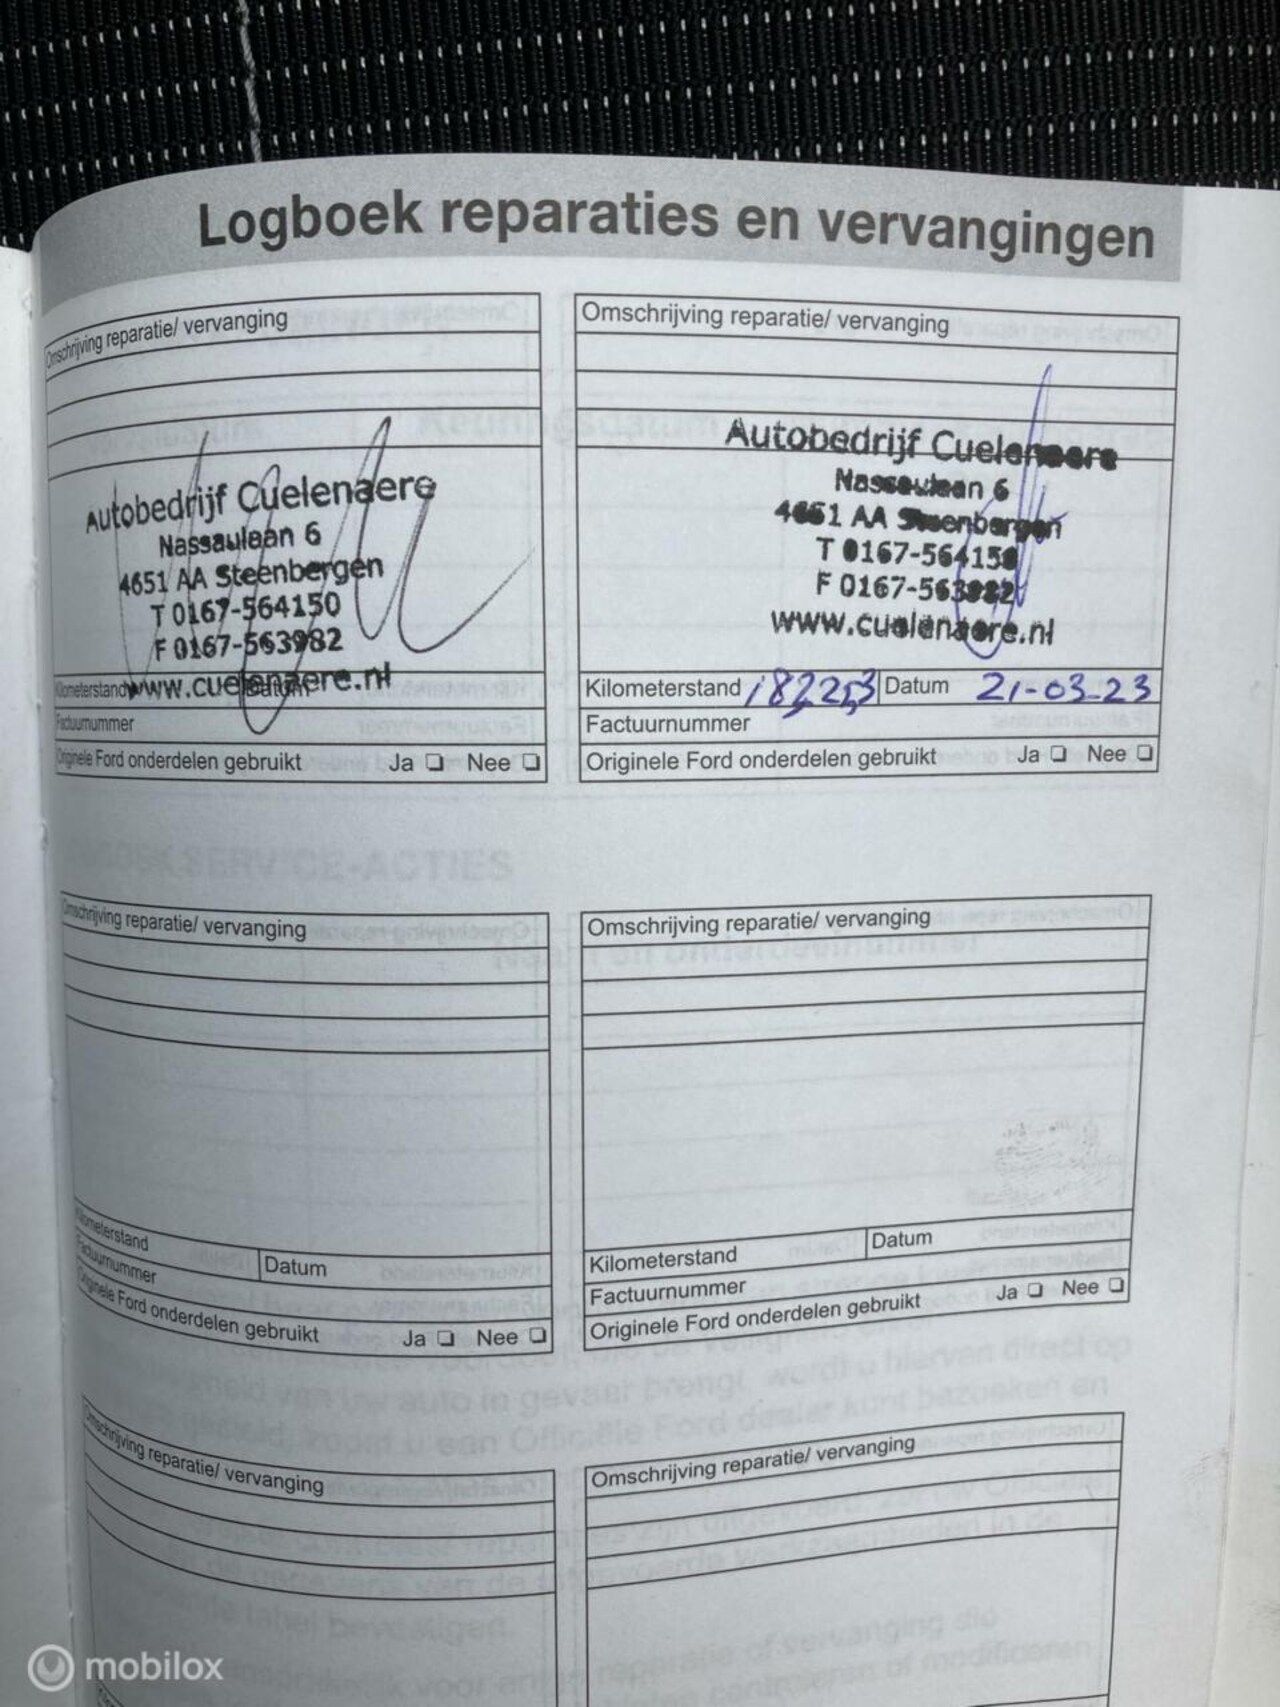 Logboek reparaties en vervangingen
Omschrijving reparatie/ vervanging
Autobedrijf Cuelenaere
Nassaulaan 6
4651 AA Steenbergen
T 0167-564150
F 0167-563982
www.cuelenaere.nl
Kilometerstand Datum
Factuurnummer
Originele Ford onderdelen gebruikt Ja ❏ Nee ❏
Omschrijving reparatie/ vervanging
Autobedrijf Cuelenaere
Nassaulaan 6
4651 AA Steenbergen
T 0167-564150
F 0167-563982
www.cuelenaere.nl
Kilometerstand Datum 21-03-23
Factuurnummer
Originele Ford onderdelen gebruikt Ja ❏ Nee ❏
Omschrijving reparatie/ vervanging
Kilometerstand Datum
Factuurnummer
Originele Ford onderdelen gebruikt Ja ❏ Nee ❏
Omschrijving reparatie/ vervanging
Kilometerstand Datum
Factuurnummer
Originele Ford onderdelen gebruikt Ja ❏ Nee ❏
Omschrijving reparatie/ vervanging
Omschrijving reparatie/ vervanging
mobilox